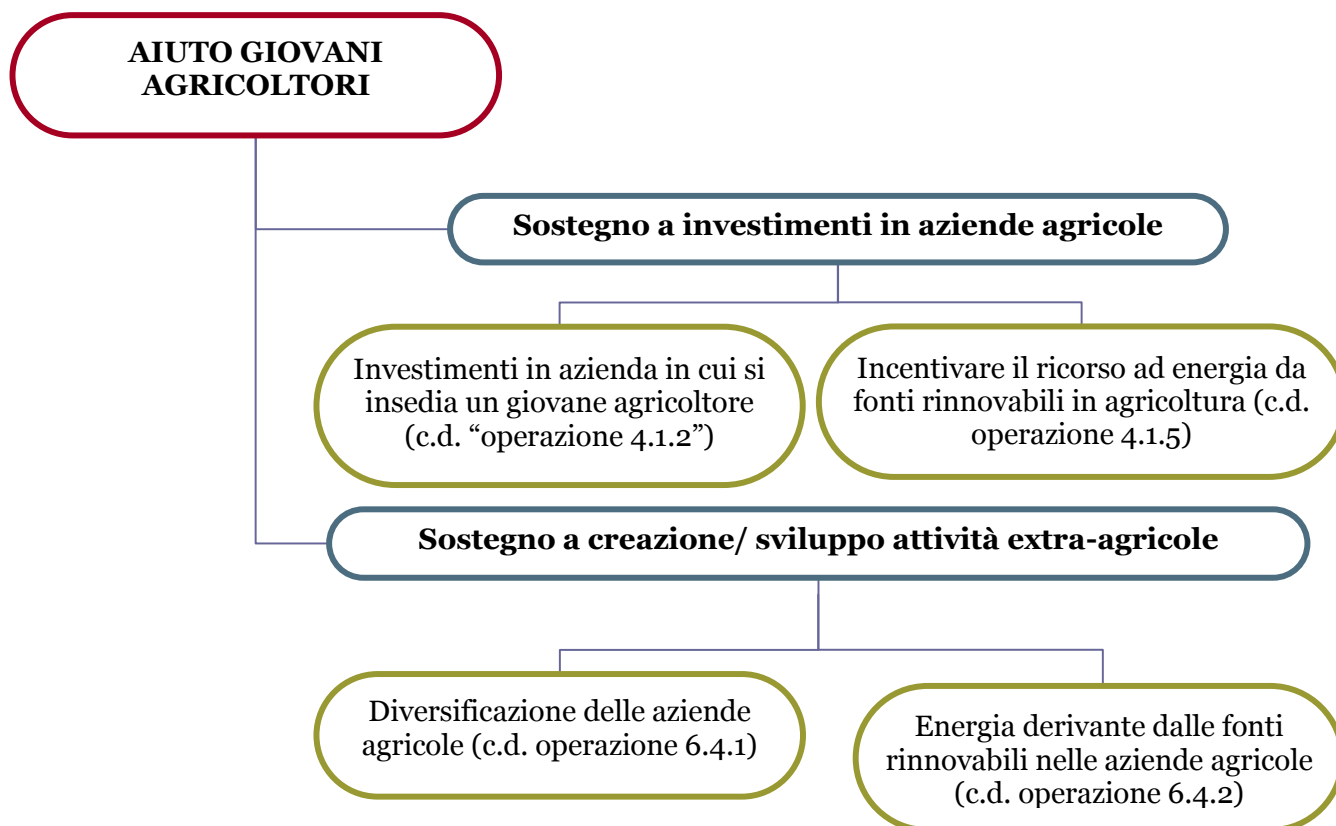 AIUTO GIOVANI
AGRICOLTORI
Sostegno a investimenti in aziende agricole
Investimenti in azienda in cui si
insedia un giovane agricoltore
(c.d. “operazione 4.1.2”)
Incentivare il ricorso ad energia da
fonti rinnovabili in agricoltura (c.d.
operazione 4.1.5)
Sostegno a creazione/ sviluppo attività extra-agricole
Diversificazione delle aziende
agricole (c.d. operazione 6.4.1)
Energia derivante dalle fonti
rinnovabili nelle aziende agricole
(c.d. operazione 6.4.2)